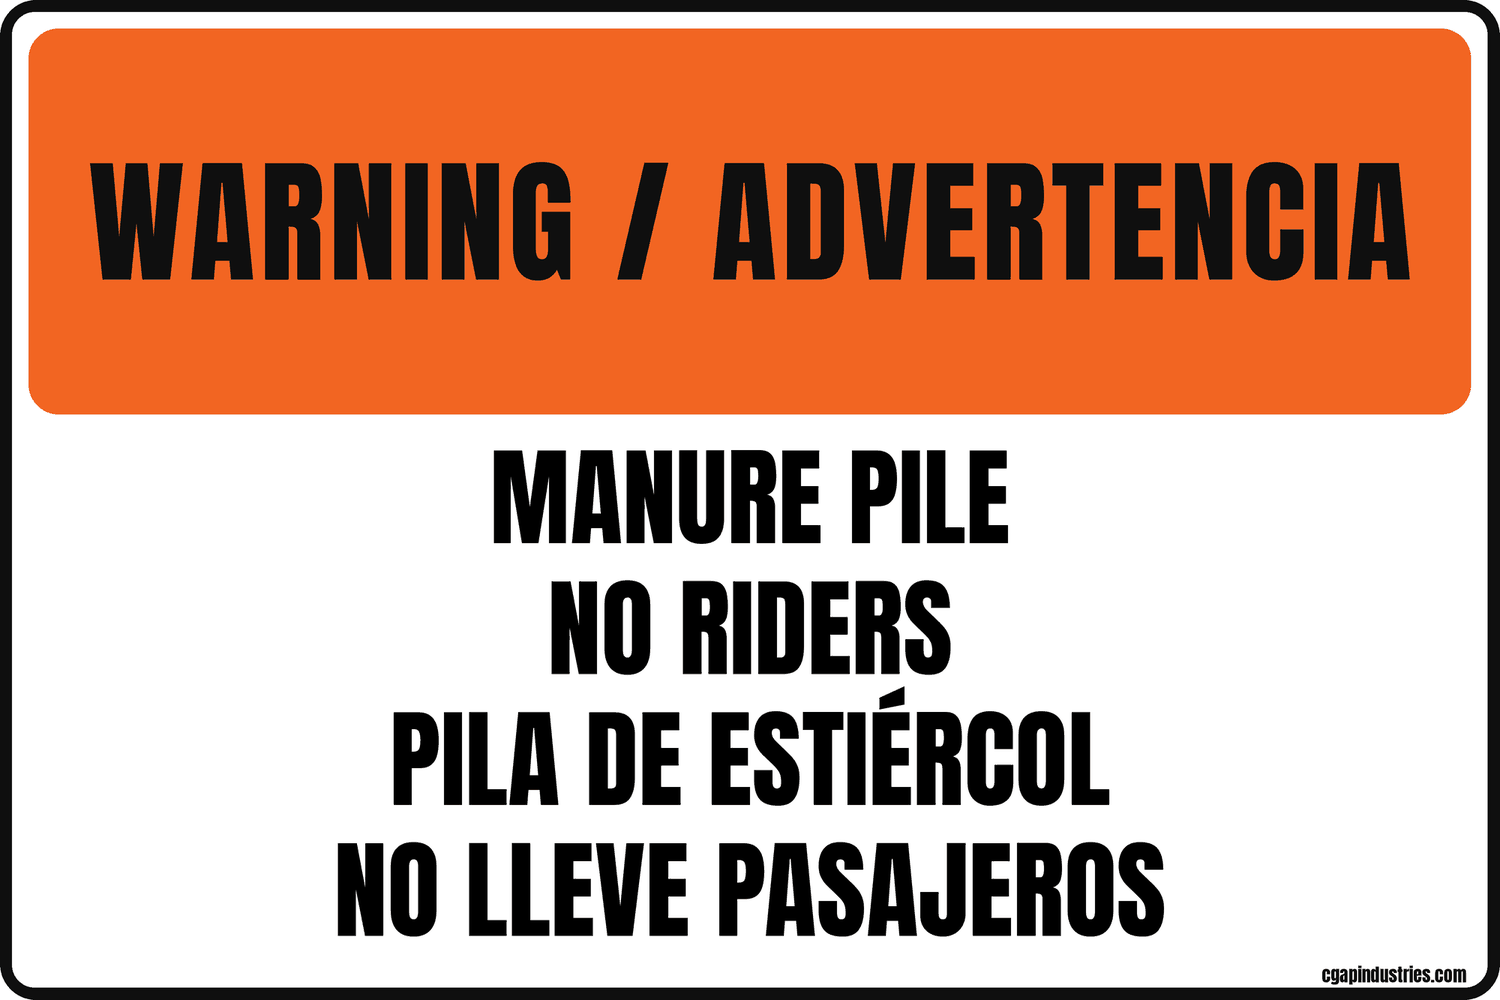 WARNING / ADVERTENCIA
MANURE PILE
NO RIDERS
PILA DE ESTIÉRCOL
NO LLEVE PASAJEROS
cgapindustries.com